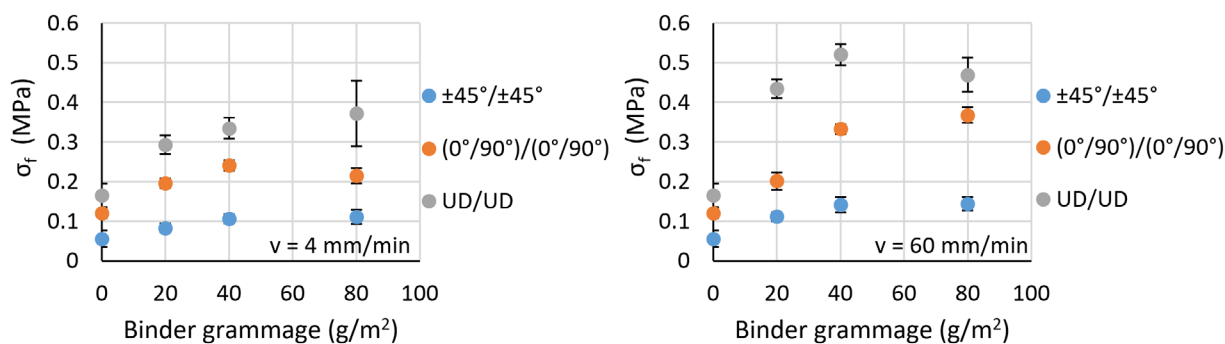 0.6
0.5
0.4
0.3
0.2
0.1
0
σf (MPa)
0 20 40 60 80 100
Binder grammage (g/m²)
v = 4 mm/min
±45°/±45°
(0°/90°)/(0°/90°)
UD/UD
0.6
0.5
0.4
0.3
0.2
0.1
0
σf (MPa)
0 20 40 60 80 100
Binder grammage (g/m²)
v = 60 mm/min
±45°/±45°
(0°/90°)/(0°/90°)
UD/UD